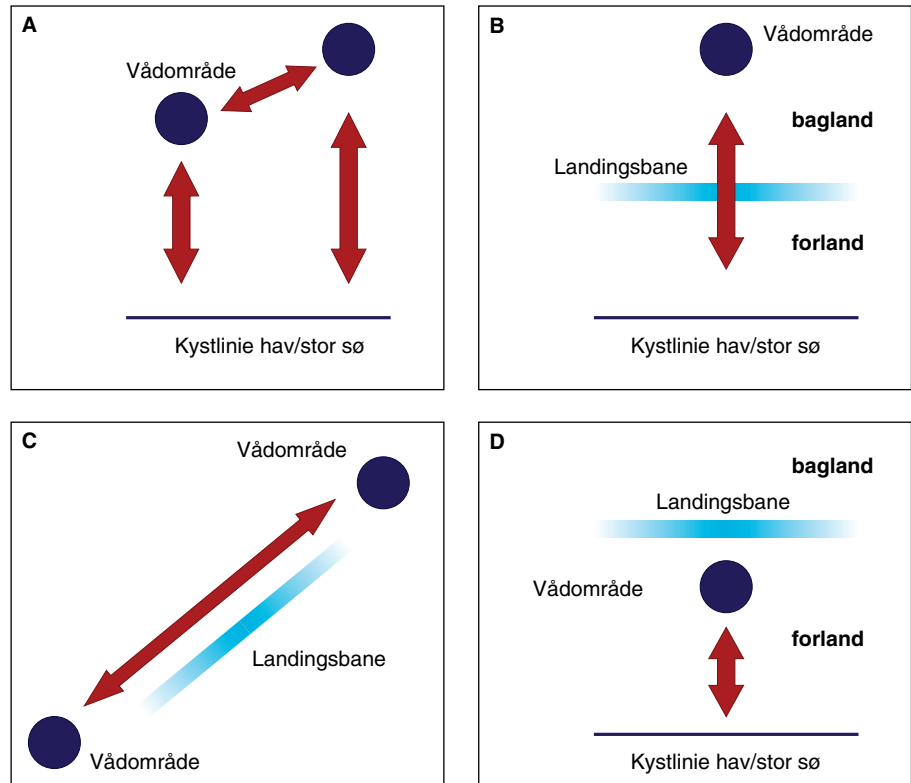 A
Vådområde
Kystlinie hav/stor sø
B
Vådområde
bagland
Landingsbane
forland
Kystlinie hav/stor sø
C
Vådområde
Landingsbane
Vådområde
D
bagland
Landingsbane
Vådområde
forland
Kystlinie hav/stor sø